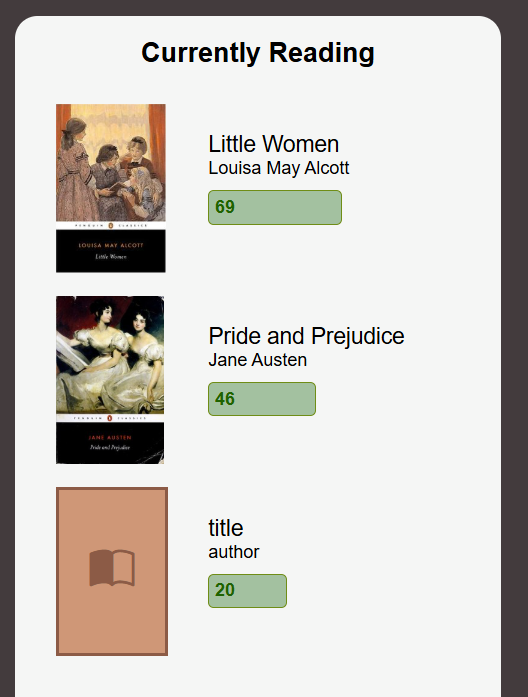 Currently Reading
Little Women
Louisa May Alcott
69
PENGUIN CLASSICS
LOUISA MAY ALCOTT
Little Women
Pride and Prejudice
Jane Austen
46
PENGUIN CLASSICS
JANE AUSTEN
Pride and Prejudice
title
author
20